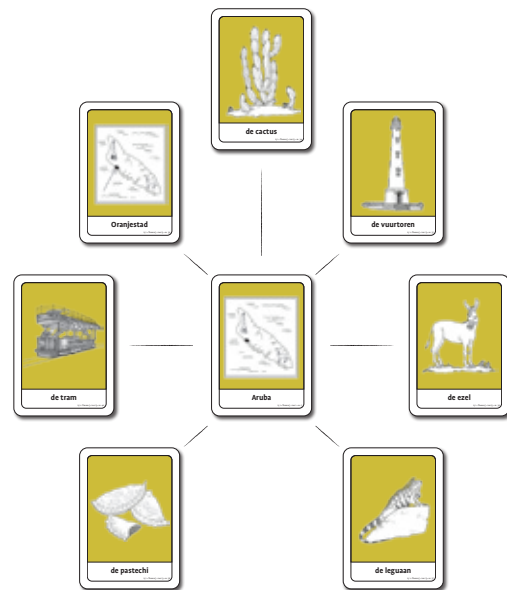 de cactus
Oranjestad
de vuurtoren
de tram
Aruba
de ezel
de pastechi
de leguaan